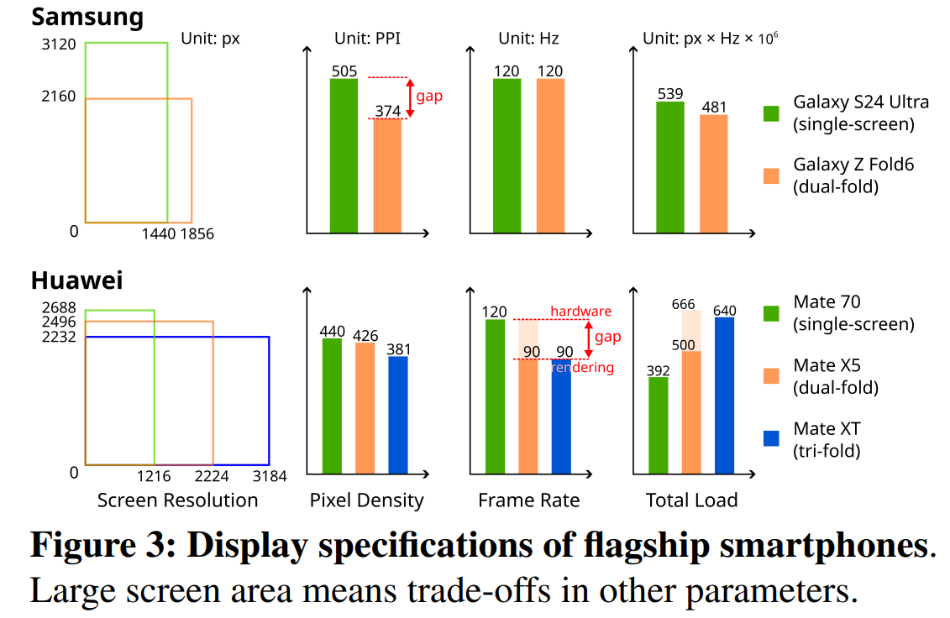 Samsung
3120
2160
0
1440 1856
Unit: px
Unit: PPI
505
374
gap
Unit: Hz
120
120
Unit: px × Hz × 10⁶
539
481
Galaxy S24 Ultra
(single-screen)
Galaxy Z Fold6
(dual-fold)
Huawei
2688
2496
2232
0
1216
2224
3184
Screen Resolution
440
426
381
Pixel Density
120
90
90
hardware
gap
rendering
Frame Rate
392
666
500
640
Total Load
Mate 70
(single-screen)
Mate X5
(dual-fold)
Mate XT
(tri-fold)
Figure 3: Display specifications of flagship smartphones.
Large screen area means trade-offs in other parameters.